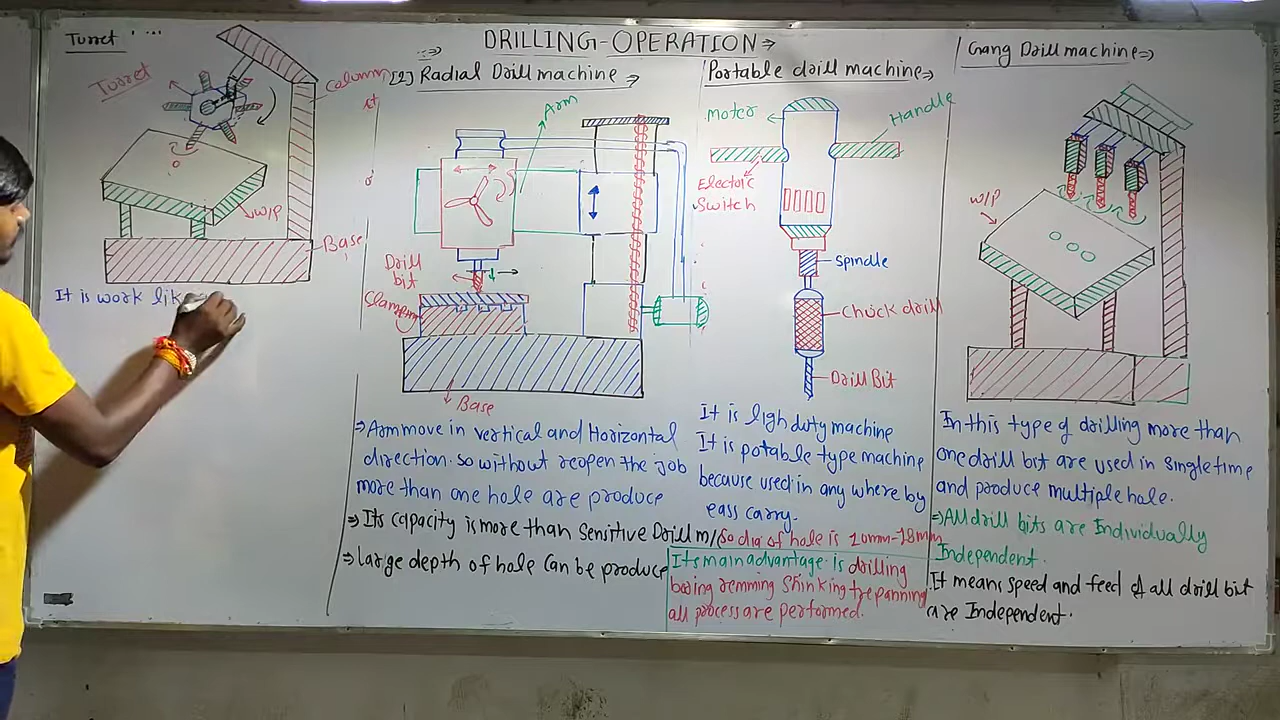 DRILLING-OPERATION⇒
Turret
Turret
Column
W/P
Base
It is work lik
[2] Radial Drill machine →
Arm
Drill
bit
Base
⇒ Arm move in vertical and Horizontal
direction. so without reopen the job
more than one hole are produce
⇒ Its capacity is more than Sensitive Drill m/
⇒ large depth of hole can be produce
Portable drill machine→
Moter
Handle
Electric
Switch
Spindle
Chuck drill
Drill Bit
It is ligh duty machine
It is potable type machine
because used in any where by
eass carry.
So dia of hole is 10mm-18mm
Its main advantage is drilling
boring remming Shinking trepanning
all process are performed.
Gang Drill machine⇒
W/P
In this type of drilling more than
one drill bit are used in single time
and produce multiple hole.
⇒ All drill bits are Individually
Independent.
It means speed and feed of all drill bit
are Independent.